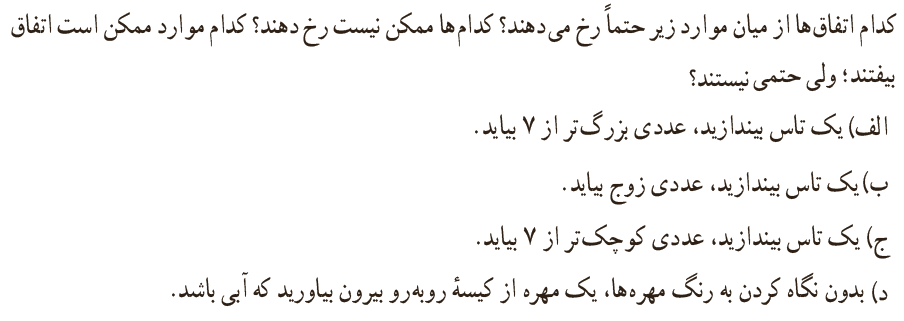 کدام اتفاق‌ها از میان موارد زیر حتماً رخ می‌دهند؟ کدام‌ها ممکن نیست رخ دهند؟ کدام موارد ممکن است اتفاق
بیفتند؛ ولی حتمی نیستند؟
الف) یک تاس بیندازید، عددی بزرگ‌تر از ۷ بیاید.
ب) یک تاس بیندازید، عددی زوج بیاید.
ج) یک تاس بیندازید، عددی کوچک‌تر از ۷ بیاید.
د) بدون نگاه کردن به رنگ مهره‌ها، یک مهره از کیسهٔ روبه‌رو بیرون بیاورید که آبی باشد.